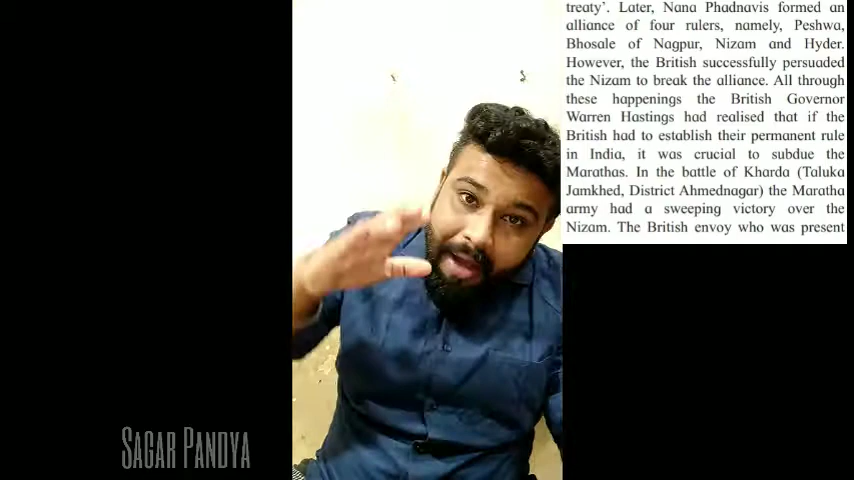 treaty’. Later, Nana Phadnavis formed an
alliance of four rulers, namely, Peshwa,
Bhosale of Nagpur, Nizam and Hyder.
However, the British successfully persuaded
the Nizam to break the alliance. All through
these happenings the British Governor
Warren Hastings had realised that if the
British had to establish their permanent rule
in India, it was crucial to subdue the
Marathas. In the battle of Kharda (Taluka
Jamkhed, District Ahmednagar) the Maratha
army had a sweeping victory over the
Nizam. The British envoy who was present
SAGAR PANDYA